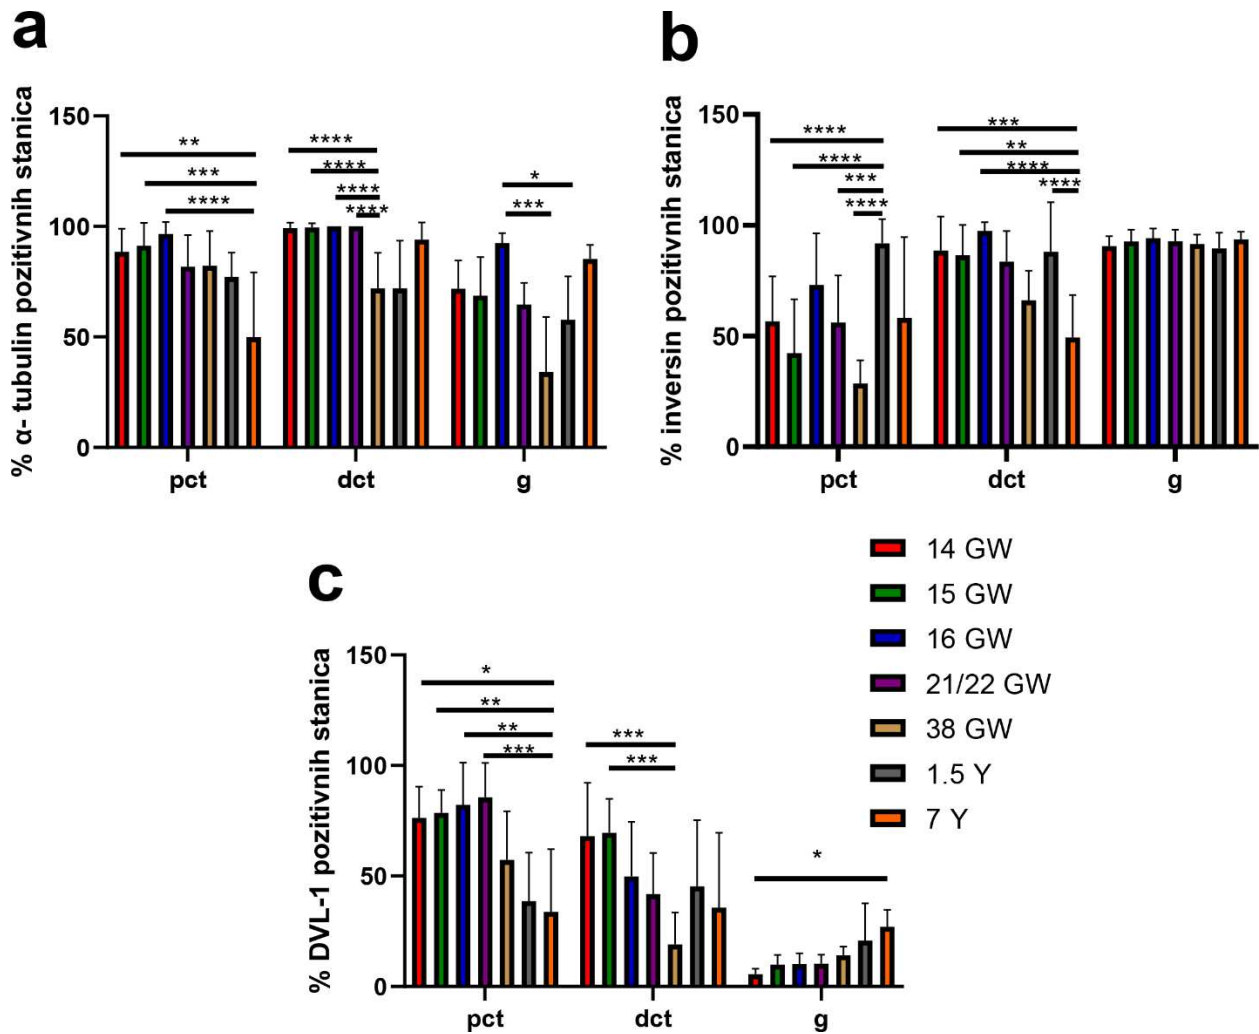 a
% α- tubulin pozitivnih stanica
150
100
50
0
**
***
****
****
****
****
****
*
***
pct
dct
g
b
% inversin pozitivnih stanica
150
100
50
0
****
****
***
****
***
**
****
****
pct
dct
g
c
% DVL-1 pozitivnih stanica
150
100
50
0
*
**
**
***
***
***
*
pct
dct
g
14 GW
15 GW
16 GW
21/22 GW
38 GW
1.5 Y
7 Y